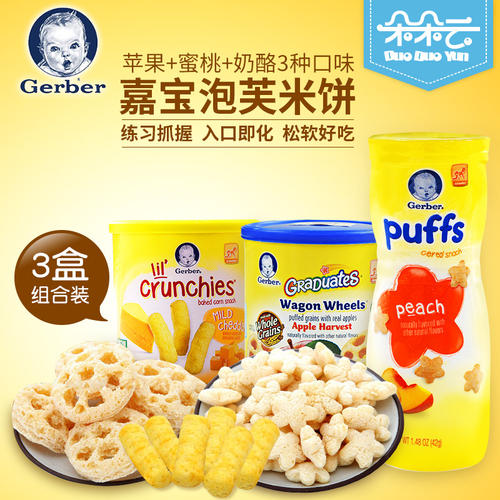 Gerber
朵朵云
Duo Duo Yun
苹果+蜜桃+奶酪3种口味
嘉宝泡芙米饼
练习抓握 入口即化 松软好吃
3盒
组合装
Gerber
lil'
crunchies
baked corn snack
MILD
Cheddar
Gerber
GRADUATES
Wagon Wheels
puffed grains with real apples
Apple Harvest
naturally flavored with other natural flavors
Whole
Grains
Gerber
puffs
cereal snack
peach
naturally flavored with
other natural flavors
NET WT 1.48 OZ (42g)